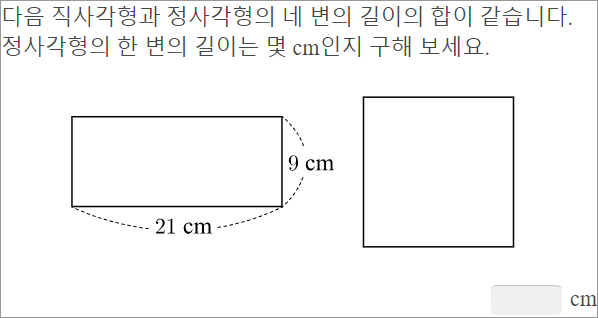 다음 직사각형과 정사각형의 네 변의 길이의 합이 같습니다.
정사각형의 한 변의 길이는 몇 cm인지 구해 보세요.
9 cm
21 cm
cm